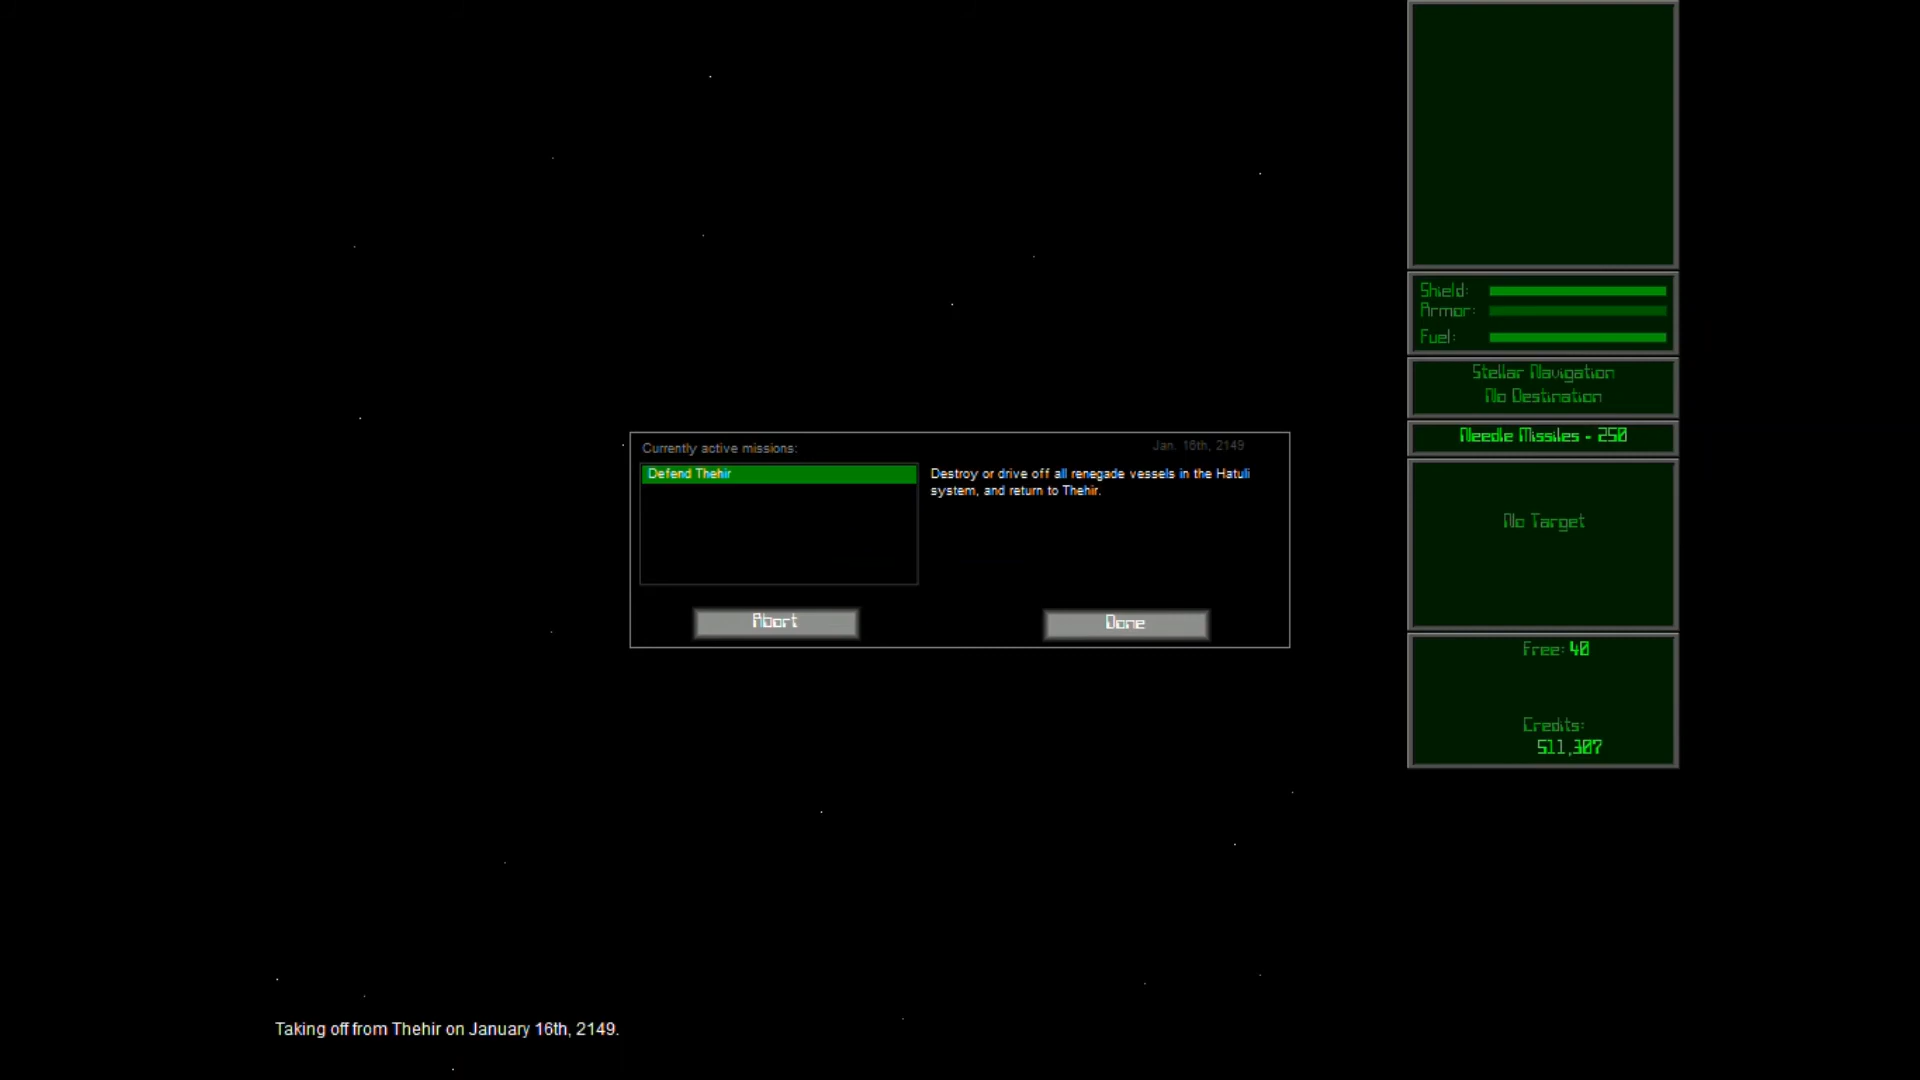 Currently active missions:
Jan. 16th, 2149
Defend Thehir
Destroy or drive off all renegade vessels in the Hatuli
system, and return to Thehir.
Abort
Done
Shield:
Armor:
Fuel:
Stellar Navigation
No Destination
Needle Missiles - 250
No Target
Free: 40
Credits:
511,307
Taking off from Thehir on January 16th, 2149.